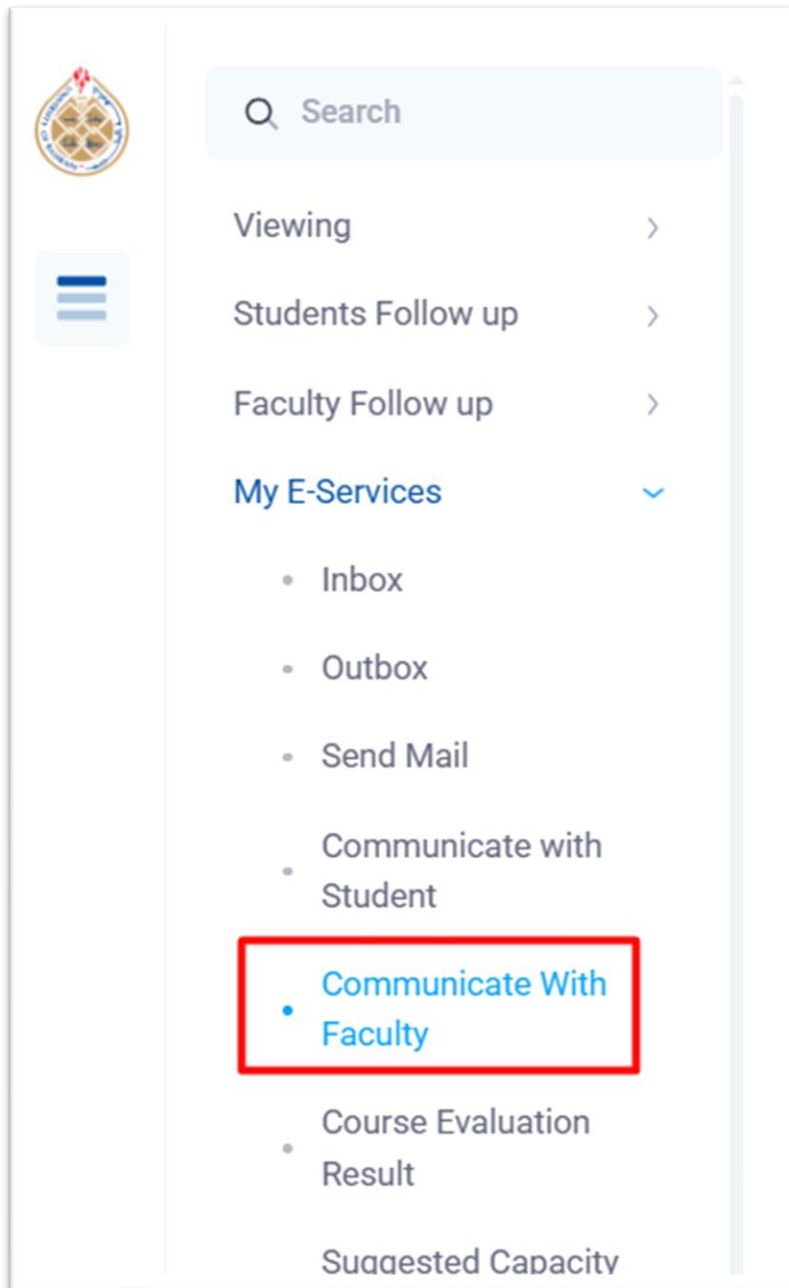 Search
Viewing
Students Follow up
Faculty Follow up
My E-Services
Inbox
Outbox
Send Mail
Communicate with
Student
Communicate With
Faculty
Course Evaluation
Result
Suggested Capacity